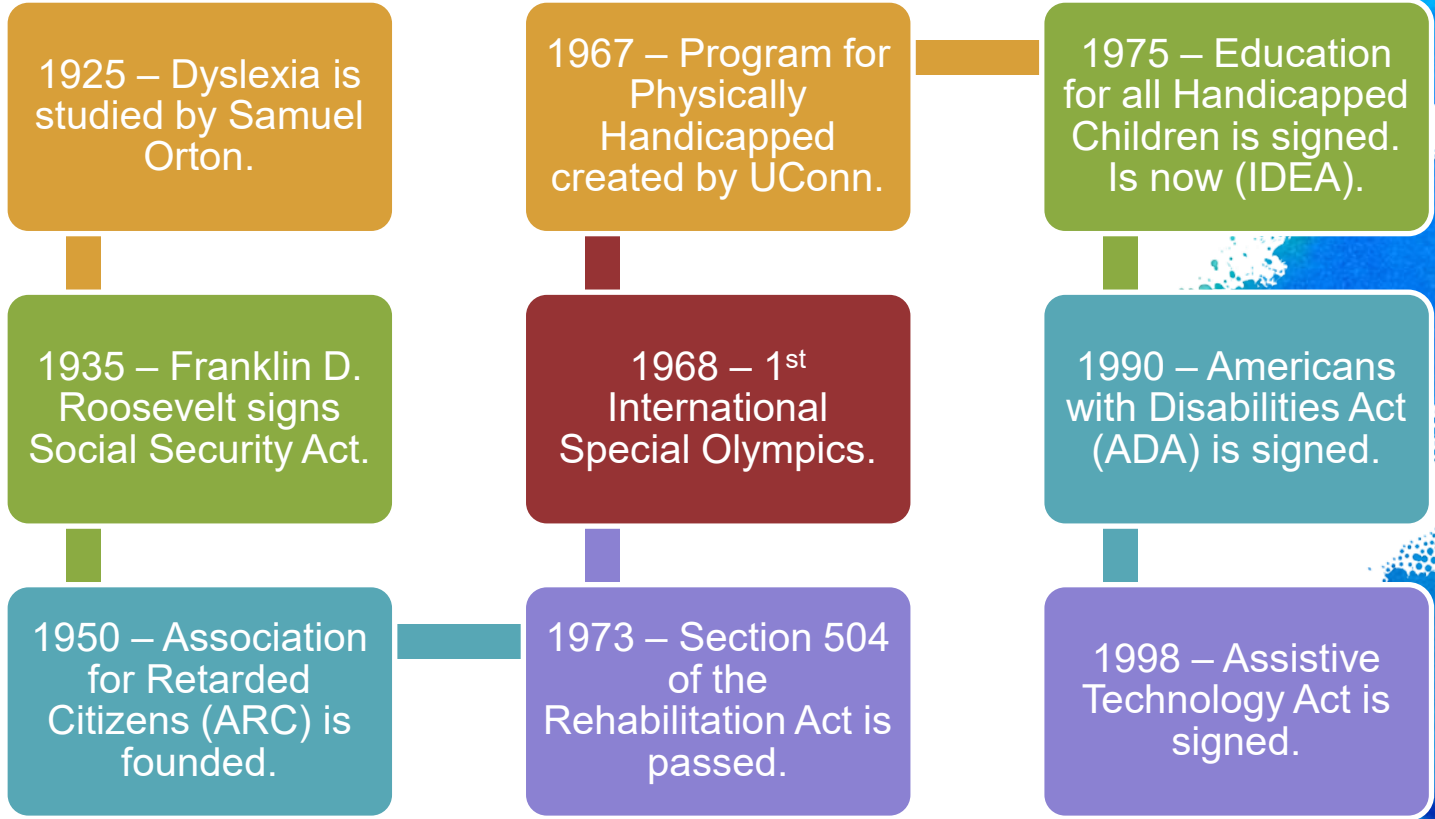 1925 – Dyslexia is
studied by Samuel
Orton.
1935 – Franklin D.
Roosevelt signs
Social Security Act.
1950 – Association
for Retarded
Citizens (ARC) is
founded.
1973 – Section 504
of the
Rehabilitation Act is
passed.
1968 – 1st
International
Special Olympics.
1967 – Program for
Physically
Handicapped
created by UConn.
1975 – Education
for all Handicapped
Children is signed.
Is now (IDEA).
1990 – Americans
with Disabilities Act
(ADA) is signed.
1998 – Assistive
Technology Act is
signed.